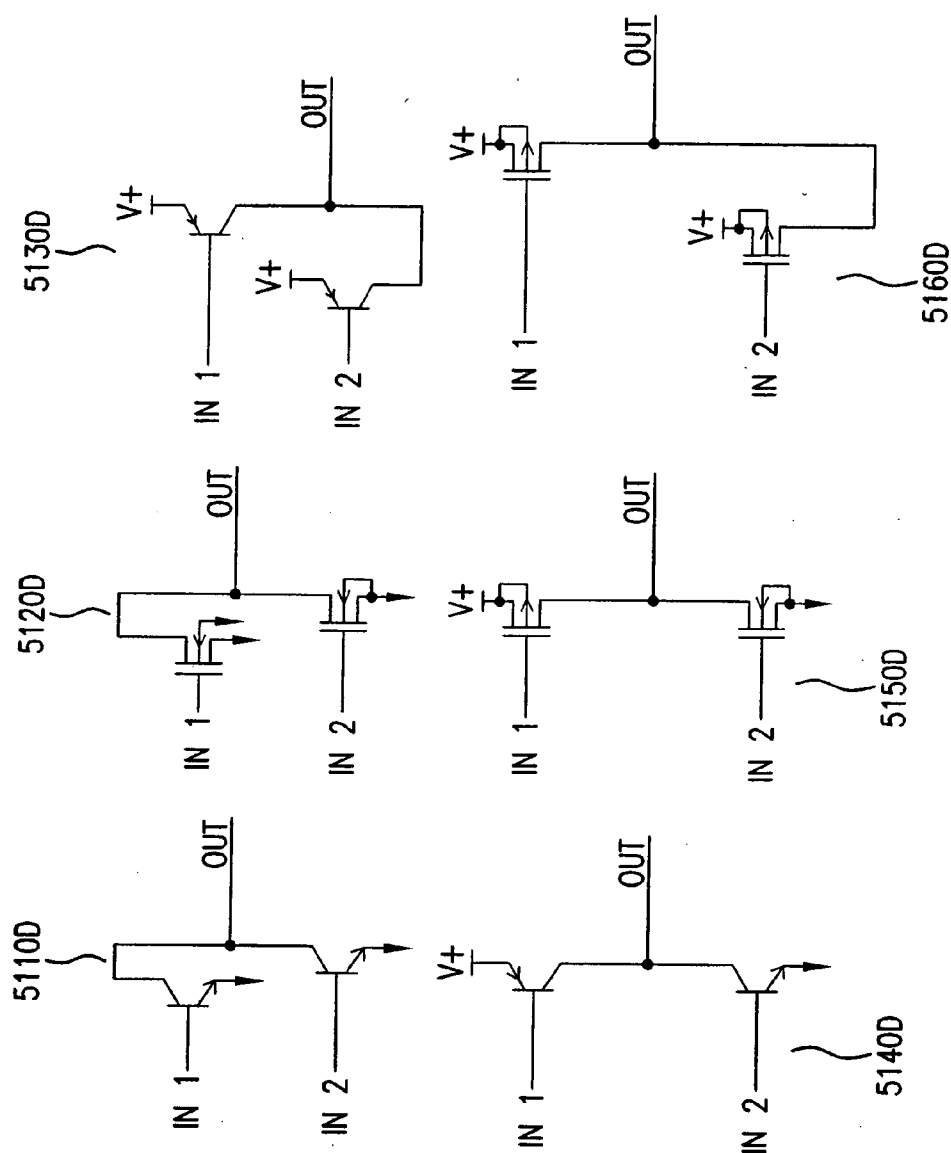 5110D
IN 1
OUT
IN 2
5120D
IN 1
OUT
IN 2
5130D
V+
IN 1
V+
OUT
IN 2
V+
IN 1
OUT
IN 2
5140D
V+
IN 1
OUT
IN 2
5150D
V+
IN 1
OUT
V+
IN 2
5160D